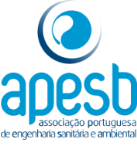 apesb
associação portuguesa
de engenharia sanitária e ambiental